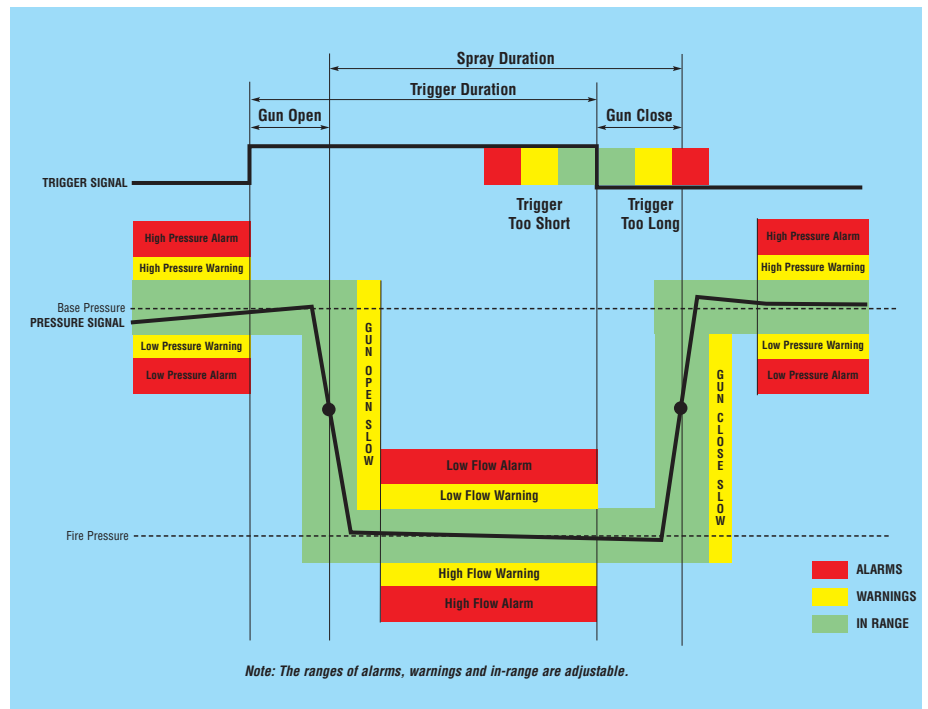 Spray Duration
Trigger Duration
Gun Open
Gun Close
TRIGGER SIGNAL
Trigger
Too Short
Trigger
Too Long
High Pressure Alarm
High Pressure Warning
High Pressure Alarm
High Pressure Warning
Base Pressure
PRESSURE SIGNAL
Low Pressure Warning
Low Pressure Alarm
GUN OPEN SLOW
GUN CLOSE SLOW
Low Pressure Warning
Low Pressure Alarm
Low Flow Alarm
Low Flow Warning
Fire Pressure
High Flow Warning
High Flow Alarm
ALARMS
WARNINGS
IN RANGE
Note: The ranges of alarms, warnings and in-range are adjustable.